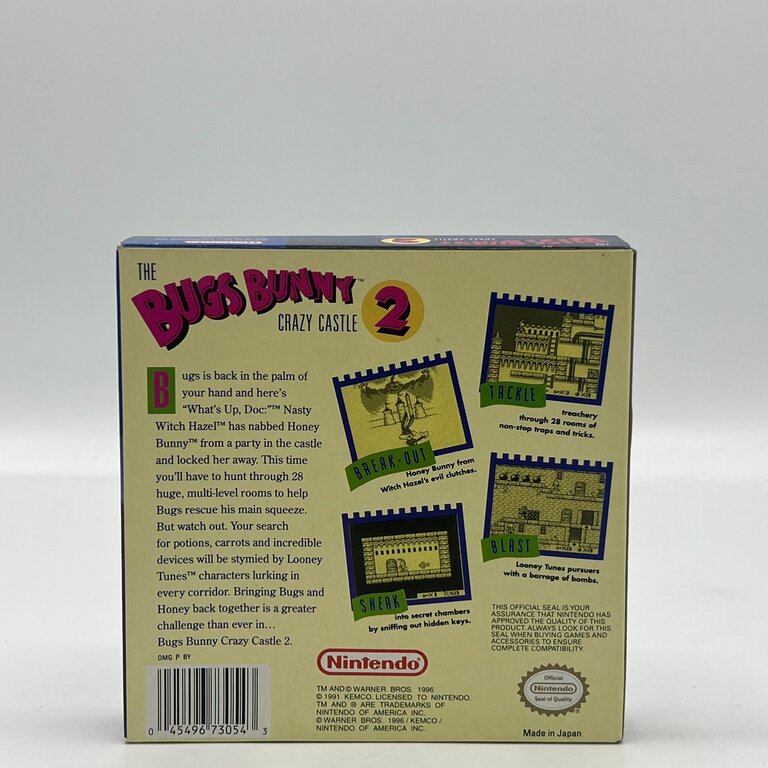 THE
BUGS BUNNY™
CRAZY CASTLE 2
Bugs is back in the palm of
your hand and here's
"What's Up, Doc:"™ Nasty
Witch Hazel™ has nabbed Honey
Bunny™ from a party in the castle
and locked her away. This time
you'll have to hunt through 28
huge, multi-level rooms to help
Bugs rescue his main squeeze.
But watch out. Your search
for potions, carrots and incredible
devices will be stymied by Looney
Tunes™ characters lurking in
every corridor. Bringing Bugs and
Honey back together is a greater
challenge than ever in...
Bugs Bunny Crazy Castle 2.
DMG P BY
0 45496 73054 3
BREAK-OUT
Honey Bunny from
Witch Hazel's evil clutches.
TACKLE
treachery
through 28 rooms of
non-stop traps and tricks.
SNEAK
into secret chambers
by sniffing out hidden keys.
BLAST
Looney Tunes pursuers
with a barrage of bombs.
Nintendo®
TM AND © WARNER BROS. 1996
© 1991 KEMCO. LICENSED TO NINTENDO.
TM AND ® ARE TRADEMARKS OF
NINTENDO OF AMERICA INC.
© WARNER BROS. 1996 / KEMCO /
NINTENDO OF AMERICA INC.
THIS OFFICIAL SEAL IS YOUR
ASSURANCE THAT NINTENDO HAS
APPROVED THE QUALITY OF THIS
PRODUCT. ALWAYS LOOK FOR THIS
SEAL WHEN BUYING GAMES AND
ACCESSORIES TO ENSURE
COMPLETE COMPATIBILITY.
Official
Nintendo
Seal of Quality
Made in Japan